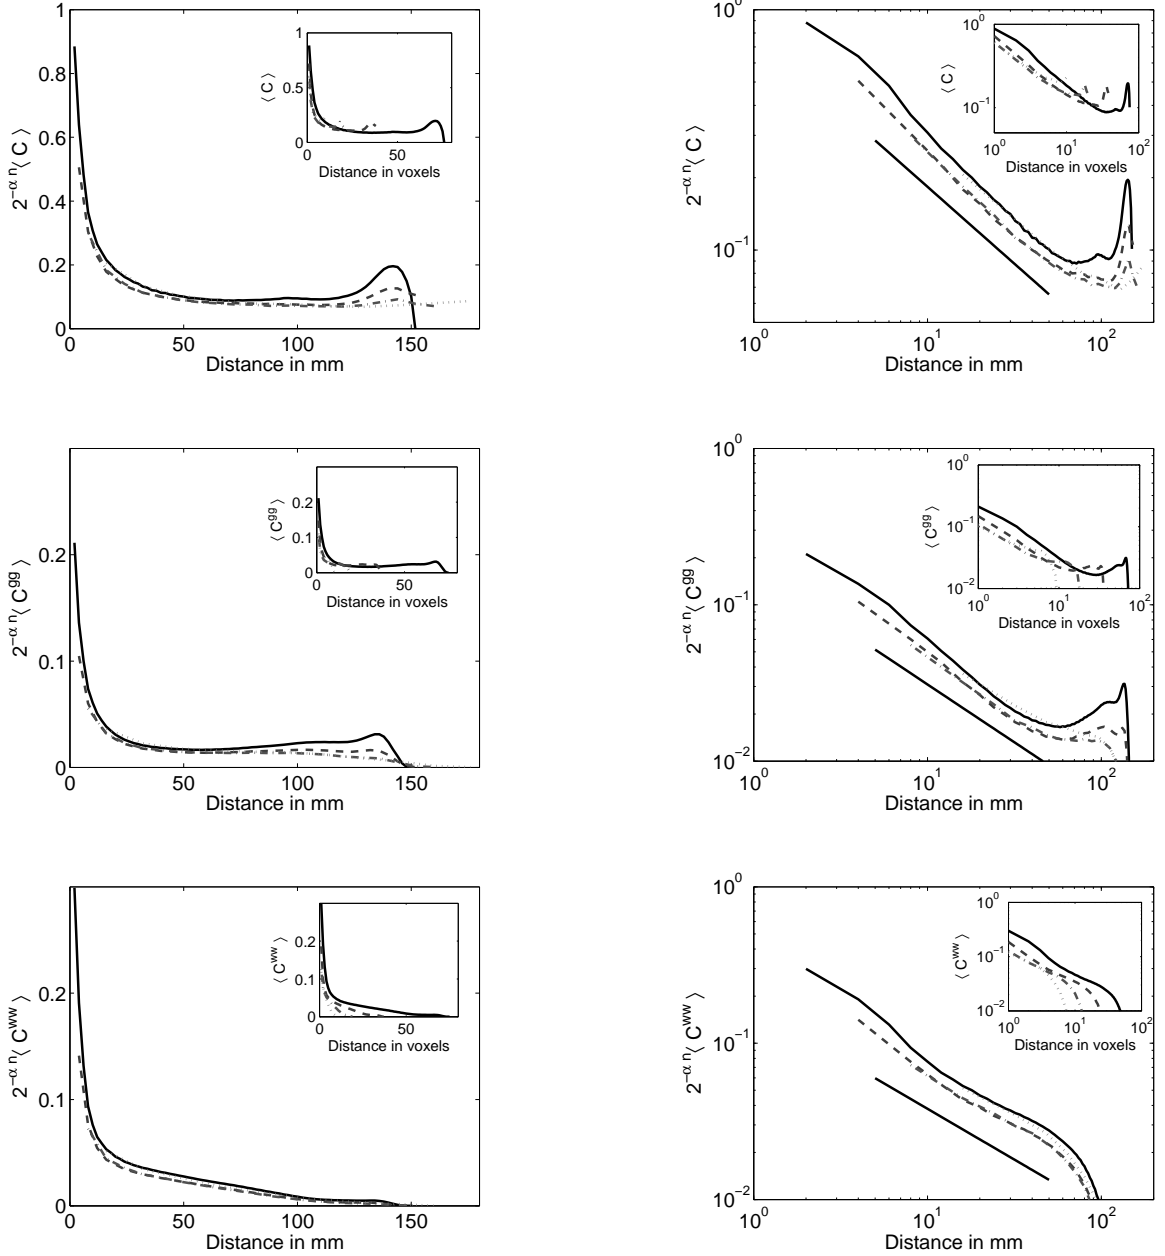 1
0.8
0.6
0.4
0.2
0
0 50 100 150
2^{−α n}⟨ C ⟩
Distance in mm
1
0.5
0
0 50
⟨ C ⟩
Distance in voxels
10^0
10^{−1}
10^0 10^1 10^2
2^{−α n}⟨ C ⟩
Distance in mm
10^0
10^{−1}
10^0 10^1 10^2
⟨ C ⟩
Distance in voxels
0.2
0.1
0
0 50 100 150
2^{−α n}⟨ C^{gg} ⟩
Distance in mm
0.2
0.1
0
0 50
⟨ C^{gg} ⟩
Distance in voxels
10^0
10^{−1}
10^{−2}
10^0 10^1 10^2
2^{−α n}⟨ C^{gg} ⟩
Distance in mm
10^0
10^{−1}
10^{−2}
10^0 10^1 10^2
⟨ C^{gg} ⟩
Distance in voxels
0.2
0.1
0
0 50 100 150
2^{−α n}⟨ C^{ww} ⟩
Distance in mm
0.2
0.1
0
0 50
⟨ C^{ww} ⟩
Distance in voxels
10^0
10^{−1}
10^{−2}
10^0 10^1 10^2
2^{−α n}⟨ C^{ww} ⟩
Distance in mm
10^0
10^{−1}
10^{−2}
10^0 10^1 10^2
⟨ C^{ww} ⟩
Distance in voxels